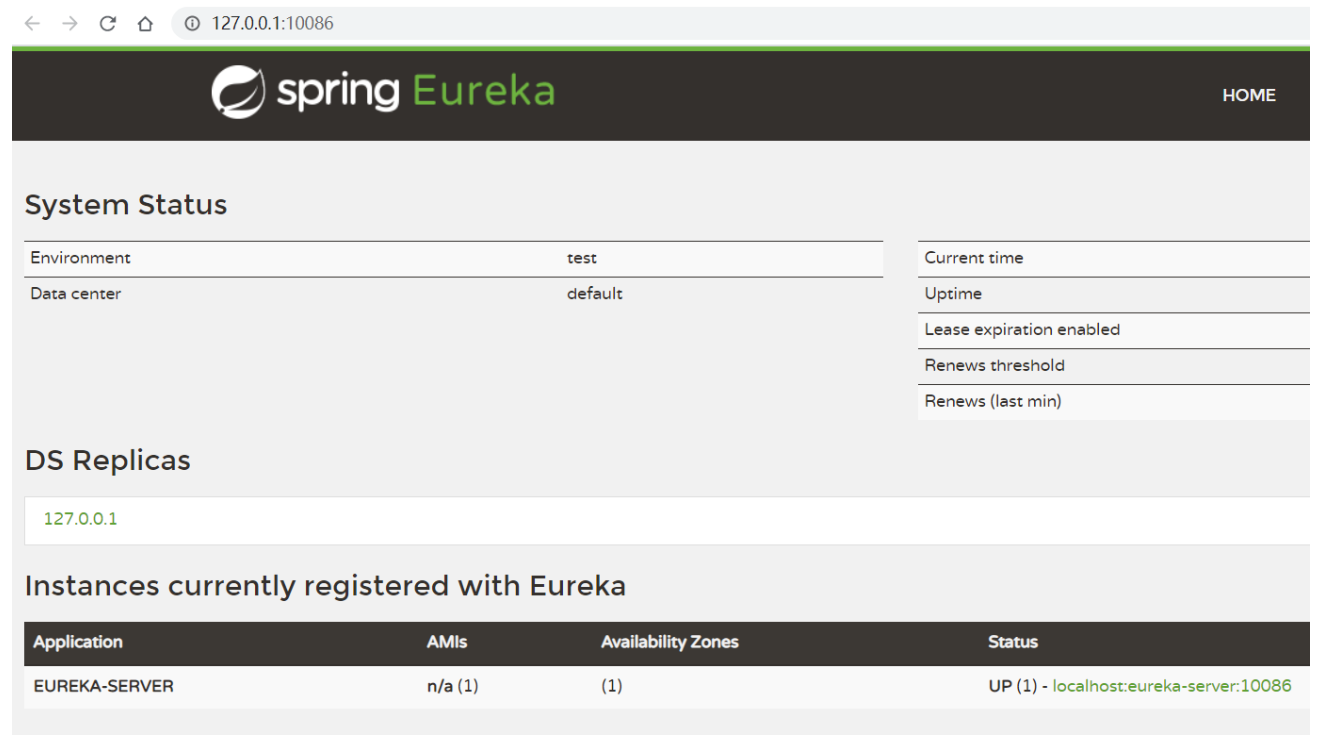 127.0.0.1:10086
spring Eureka
HOME
System Status
Environment test
Data center default
Current time
Uptime
Lease expiration enabled
Renews threshold
Renews (last min)
DS Replicas
127.0.0.1
Instances currently registered with Eureka
Application AMIs Availability Zones Status
EUREKA-SERVER n/a (1) (1) UP (1) - localhost:eureka-server:10086